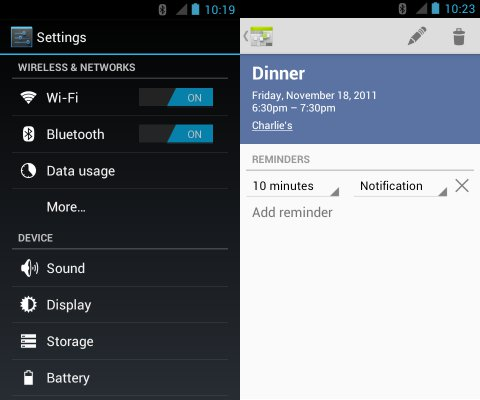 10:19
Settings
WIRELESS & NETWORKS
Wi-Fi
ON
Bluetooth
ON
Data usage
More...
DEVICE
Sound
Display
Storage
Battery
10:23
Dinner
Friday, November 18, 2011
6:30pm – 7:30pm
Charlie's
REMINDERS
10 minutes
Notification
Add reminder